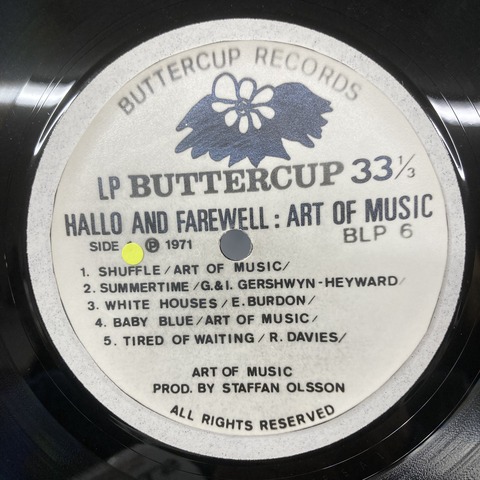 BUTTERCUP RECORDS
LP BUTTERCUP 33 1/3
HALLO AND FAREWELL: ART OF MUSIC
SIDE ℗ 1971 BLP 6
1. SHUFFLE/ART OF MUSIC/
2. SUMMERTIME/G.&I. GERSHWYN-HEYWARD/
3. WHITE HOUSES/E.BURDON/
4. BABY BLUE/ART OF MUSIC/
5. TIRED OF WAITING/R. DAVIES/
ART OF MUSIC
PROD. BY STAFFAN OLSSON
ALL RIGHTS RESERVED